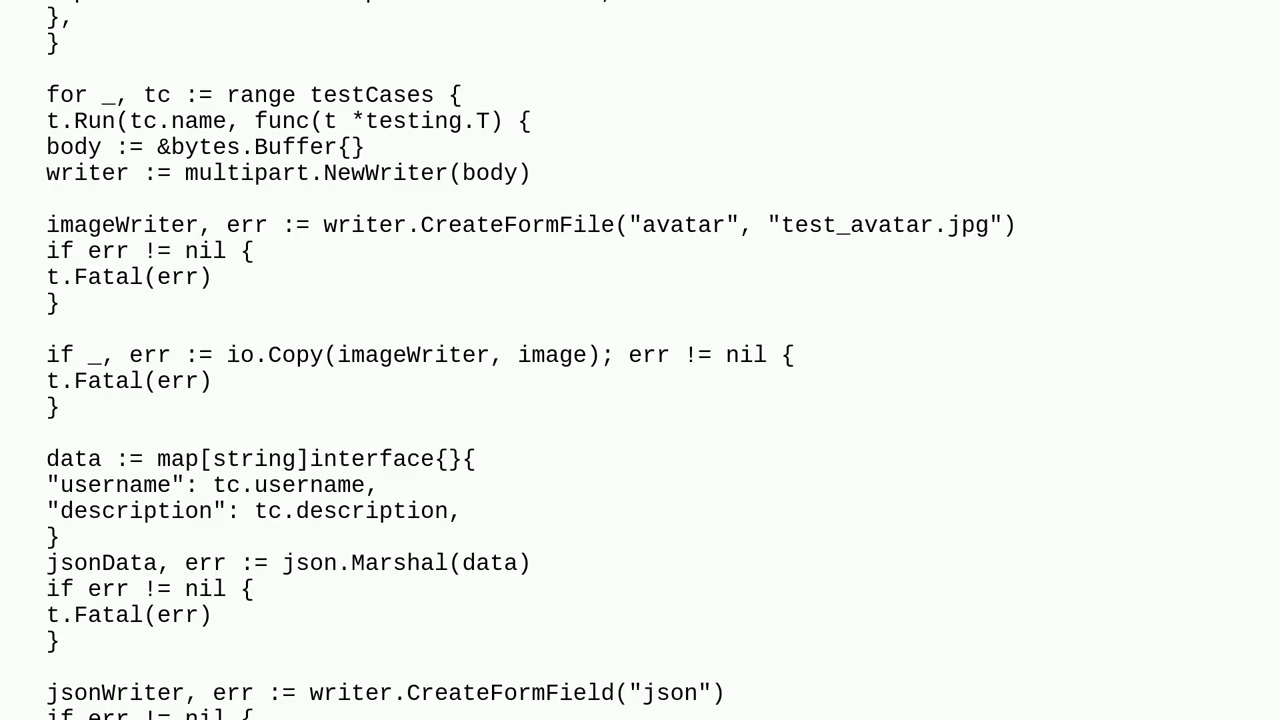 },
}
for _, tc := range testCases {
t.Run(tc.name, func(t *testing.T) {
body := &bytes.Buffer{}
writer := multipart.NewWriter(body)
imageWriter, err := writer.CreateFormFile("avatar", "test_avatar.jpg")
if err != nil {
t.Fatal(err)
}
if _, err := io.Copy(imageWriter, image); err != nil {
t.Fatal(err)
}
data := map[string]interface{}{
"username": tc.username,
"description": tc.description,
}
jsonData, err := json.Marshal(data)
if err != nil {
t.Fatal(err)
}
jsonWriter, err := writer.CreateFormField("json")
if err != nil {